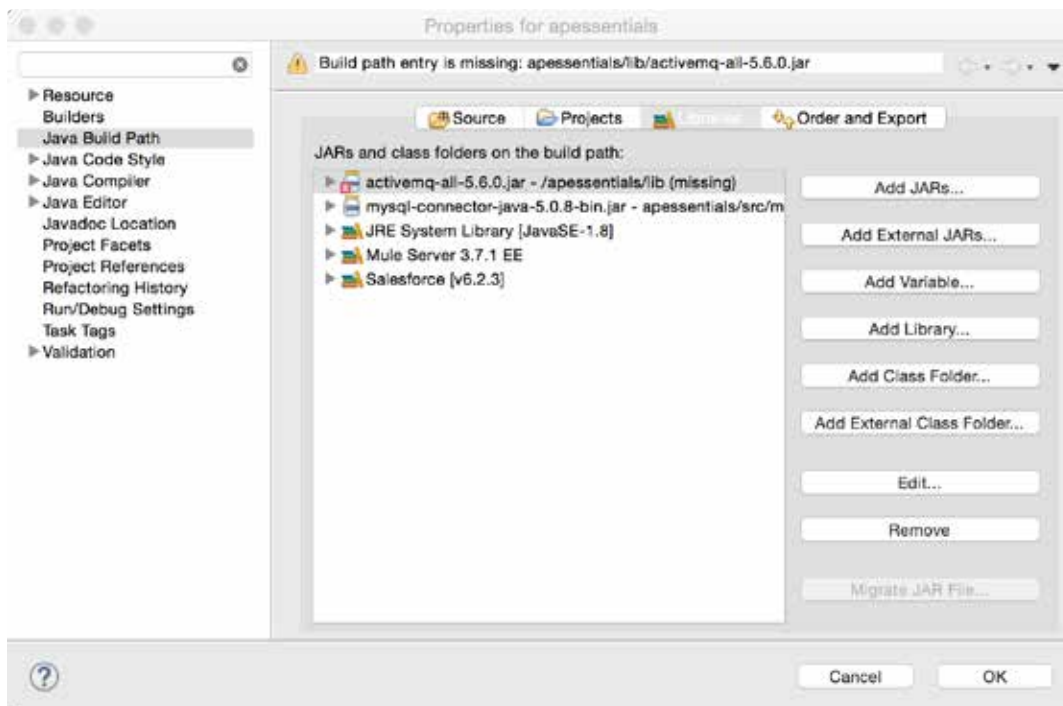 Properties for apessentials
Build path entry is missing: apessentials/lib/activemq-all-5.6.0.jar
Resource
Builders
Java Build Path
Java Code Style
Java Compiler
Java Editor
Javadoc Location
Project Facets
Project References
Refactoring History
Run/Debug Settings
Task Tags
Validation
Source
Projects
Libraries
Order and Export
JARs and class folders on the build path:
activemq-all-5.6.0.jar - /apessentials/lib (missing)
mysql-connector-java-5.0.8-bin.jar - apessentials/src/m
JRE System Library [JavaSE-1.8]
Mule Server 3.7.1 EE
Salesforce [v6.2.3]
Add JARs...
Add External JARs...
Add Variable...
Add Library...
Add Class Folder...
Add External Class Folder...
Edit...
Remove
Migrate JAR File...
?
Cancel
OK